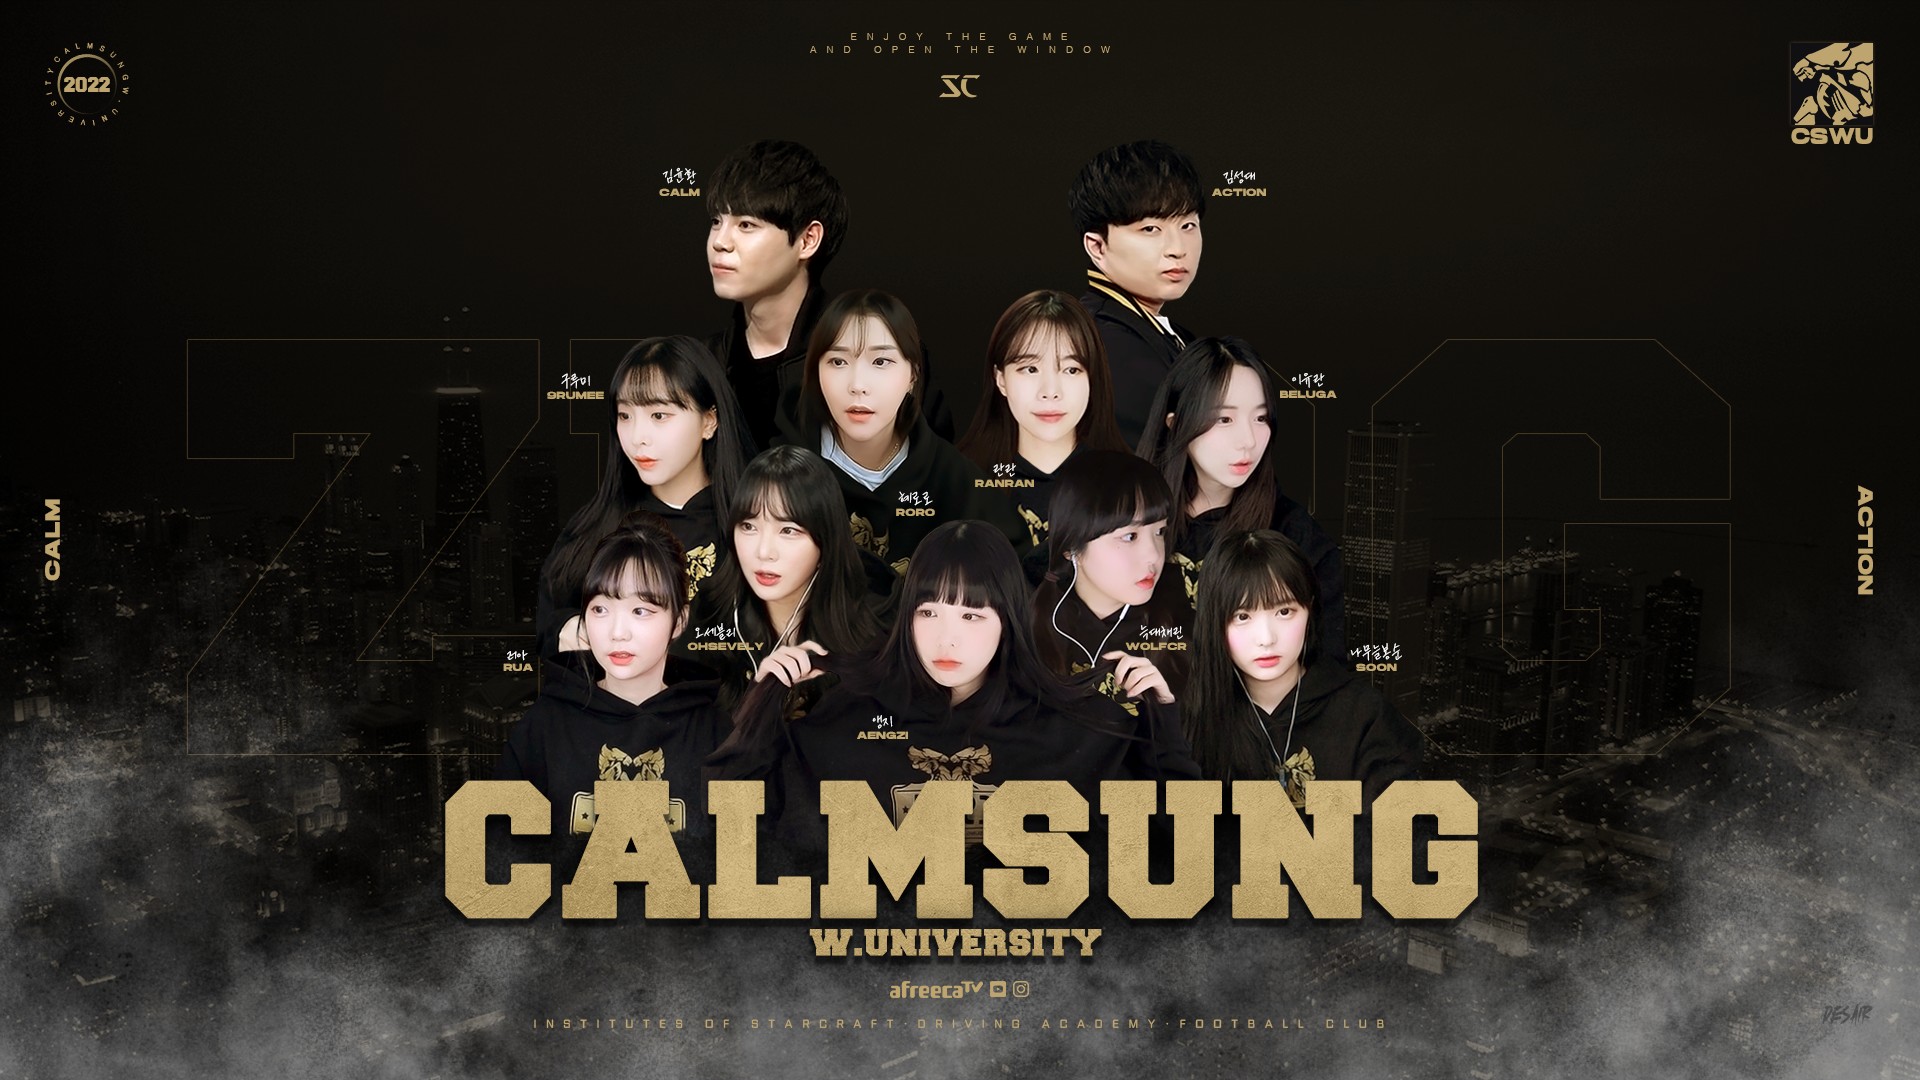 ENJOY THE GAME
AND OPEN THE WINDOW
SC
CALMSUNG W. UNIVERSITY
2022
CSWU
김윤환
CALM
김성대
ACTION
구루미
9RUMEE
이유란
BELUGA
란란
RANRAN
혜로로
RORO
오세블리
OHSEVELY
뉵대채린
WOLFCR
러아
RUA
나무늘봉순
SOON
앵지
AENGZI
CALM
ACTION
CALMSUNG
W.UNIVERSITY
afreecaTV
INSTITUTES OF STARCRAFT·DRIVING ACADEMY·FOOTBALL CLUB
DESAIR